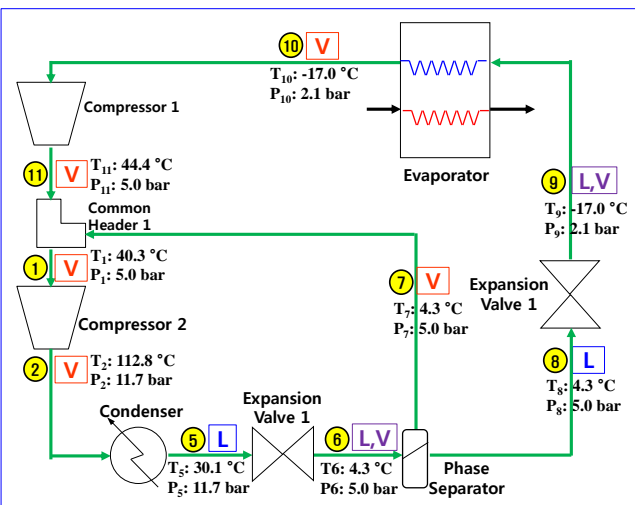 10 V
T10: -17.0 °C
P10: 2.1 bar
Compressor 1
Evaporator
11 V
T11: 44.4 °C
P11: 5.0 bar
9 L,V
T9: -17.0 °C
P9: 2.1 bar
Common
Header 1
1 V
T1: 40.3 °C
P1: 5.0 bar
7 V
T7: 4.3 °C
P7: 5.0 bar
Expansion
Valve 1
Compressor 2
2 V
T2: 112.8 °C
P2: 11.7 bar
8 L
T8: 4.3 °C
P8: 5.0 bar
Condenser
Expansion
Valve 1
5 L
T5: 30.1 °C
P5: 11.7 bar
6 L,V
T6: 4.3 °C
P6: 5.0 bar
Phase
Separator